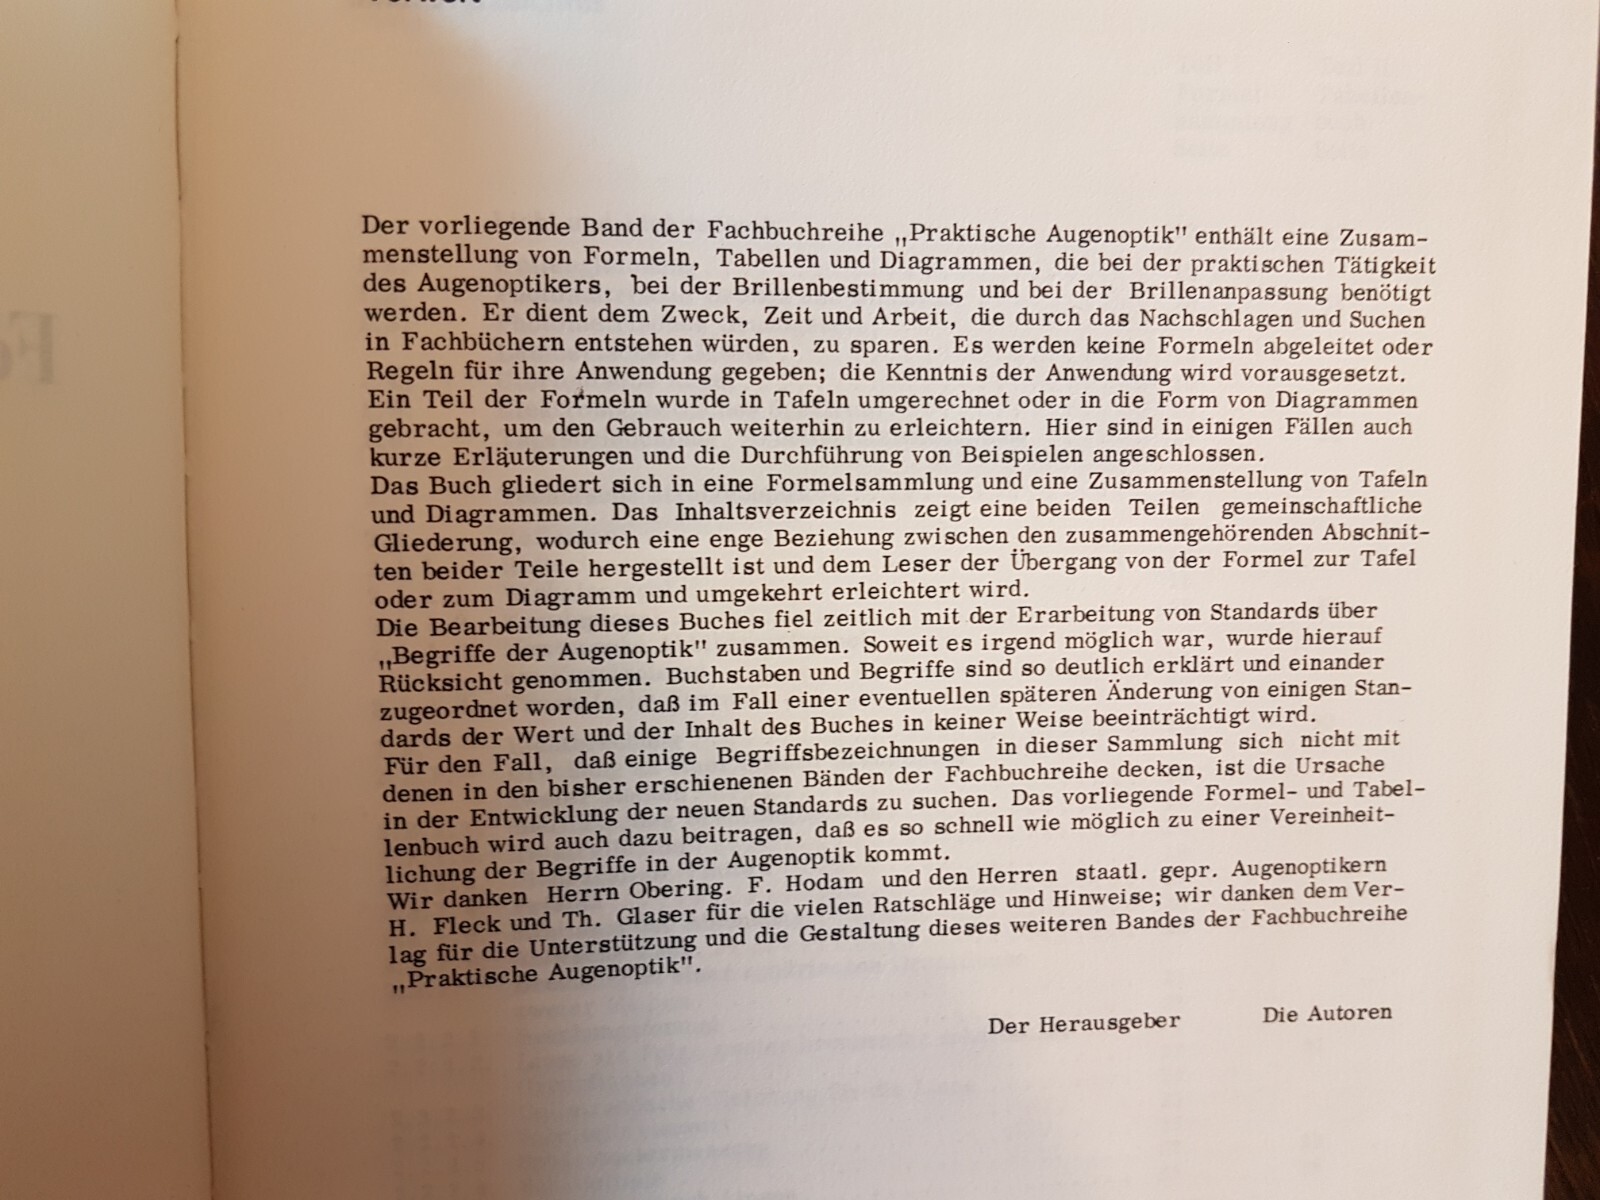 Der vorliegende Band der Fachbuchreihe „Praktische Augenoptik" enthält eine Zusam-
menstellung von Formeln, Tabellen und Diagrammen, die bei der praktischen Tätigkeit
des Augenoptikers, bei der Brillenbestimmung und bei der Brillenanpassung benötigt
werden. Er dient dem Zweck, Zeit und Arbeit, die durch das Nachschlagen und Suchen
in Fachbüchern entstehen würden, zu sparen. Es werden keine Formeln abgeleitet oder
Regeln für ihre Anwendung gegeben; die Kenntnis der Anwendung wird vorausgesetzt.
Ein Teil der Formeln wurde in Tafeln umgerechnet oder in die Form von Diagrammen
gebracht, um den Gebrauch weiterhin zu erleichtern. Hier sind in einigen Fällen auch
kurze Erläuterungen und die Durchführung von Beispielen angeschlossen.
Das Buch gliedert sich in eine Formelsammlung und eine Zusammenstellung von Tafeln
und Diagrammen. Das Inhaltsverzeichnis zeigt eine beiden Teilen gemeinschaftliche
Gliederung, wodurch eine enge Beziehung zwischen den zusammengehörenden Abschnit-
ten beider Teile hergestellt ist und dem Leser der Übergang von der Formel zur Tafel
oder zum Diagramm und umgekehrt erleichtert wird.
Die Bearbeitung dieses Buches fiel zeitlich mit der Erarbeitung von Standards über
„Begriffe der Augenoptik" zusammen. Soweit es irgend möglich war, wurde hierauf
Rücksicht genommen. Buchstaben und Begriffe sind so deutlich erklärt und einander
zugeordnet worden, daß im Fall einer eventuellen späteren Änderung von einigen Stan-
dards der Wert und der Inhalt des Buches in keiner Weise beeinträchtigt wird.
Für den Fall, daß einige Begriffsbezeichnungen in dieser Sammlung sich nicht mit
denen in den bisher erschienenen Bänden der Fachbuchreihe decken, ist die Ursache
in der Entwicklung der neuen Standards zu suchen. Das vorliegende Formel- und Tabel-
lenbuch wird auch dazu beitragen, daß es so schnell wie möglich zu einer Vereinheit-
lichung der Begriffe in der Augenoptik kommt.
Wir danken Herrn Obering. F. Hodam und den Herren staatl. gepr. Augenoptikern
H. Fleck und Th. Glaser für die vielen Ratschläge und Hinweise; wir danken dem Ver-
lag für die Unterstützung und die Gestaltung dieses weiteren Bandes der Fachbuchreihe
„Praktische Augenoptik".
Der Herausgeber Die Autoren